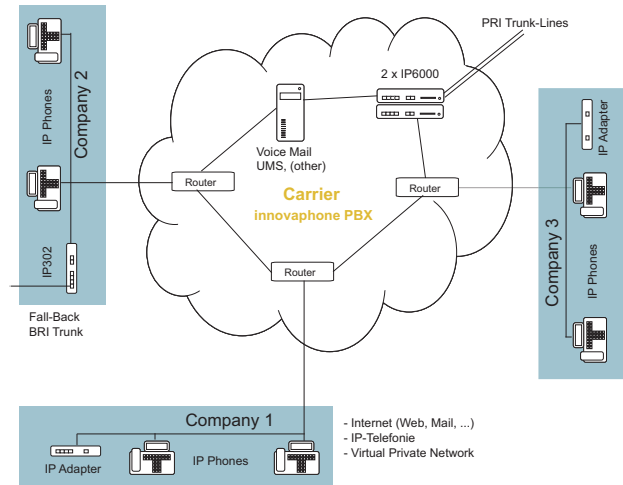 PRI Trunk-Lines
2 x IP6000
Company 2
IP Phones
IP302
Fall-Back
BRI Trunk
Voice Mail
UMS, (other)
Router
Carrier
innovaphone PBX
Router
Router
IP Adapter
Company 3
IP Phones
Company 1
IP Adapter
IP Phones
- Internet (Web, Mail, ...)
- IP-Telefonie
- Virtual Private Network